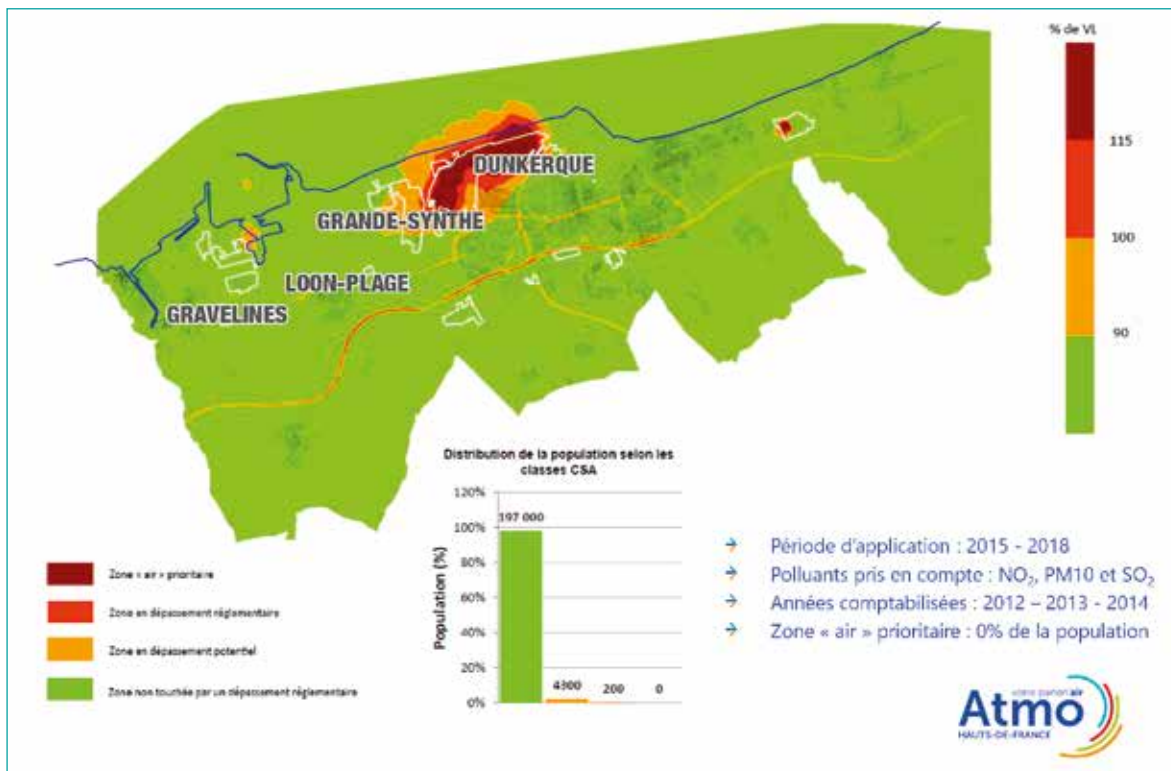 % de VL
115
100
90
DUNKERQUE
GRANDE-SYNTHE
LOON-PLAGE
GRAVELINES
Distribution de la population selon les
classes CSA
Population (%)
120%
100%
80%
60%
40%
20%
0%
197 000
4300
200
0
Zone « air » prioritaire
Zone en dépassement réglementaire
Zone en dépassement potentiel
Zone non touchée par un dépassement réglementaire
→ Période d'application : 2015 - 2018
→ Polluants pris en compte : NO₂, PM10 et SO₂
→ Années comptabilisées : 2012 – 2013 - 2014
→ Zone « air » prioritaire : 0% de la population
Atmo
HAUTS-DE-FRANCE